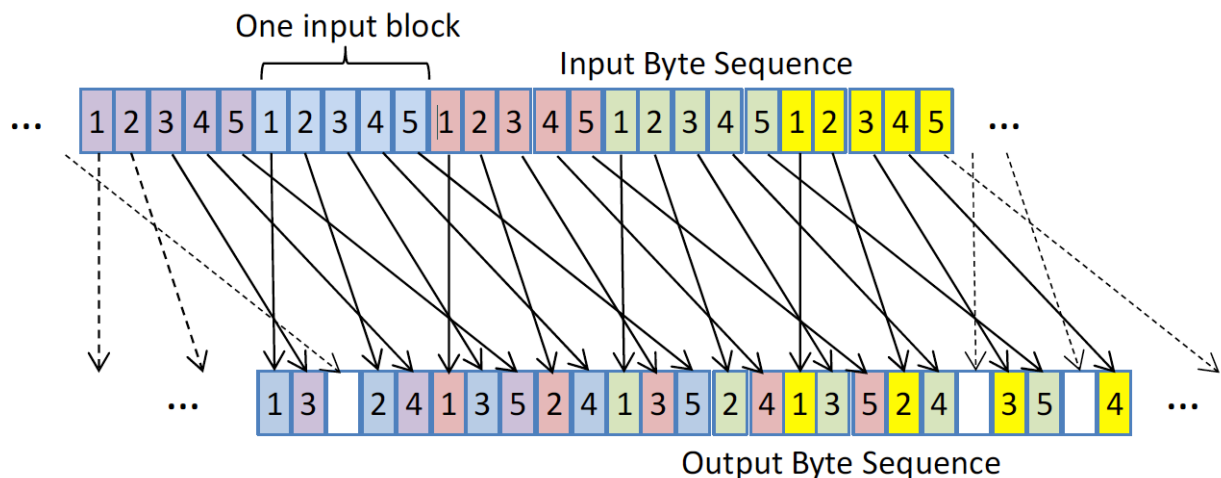 One input block
Input Byte Sequence
... 1 2 3 4 5 1 2 3 4 5 1 2 3 4 5 1 2 3 4 5 1 2 3 4 5 ...
... 1 3 2 4 1 3 5 2 4 1 3 5 2 4 1 3 5 2 4 3 5 4 ...
Output Byte Sequence